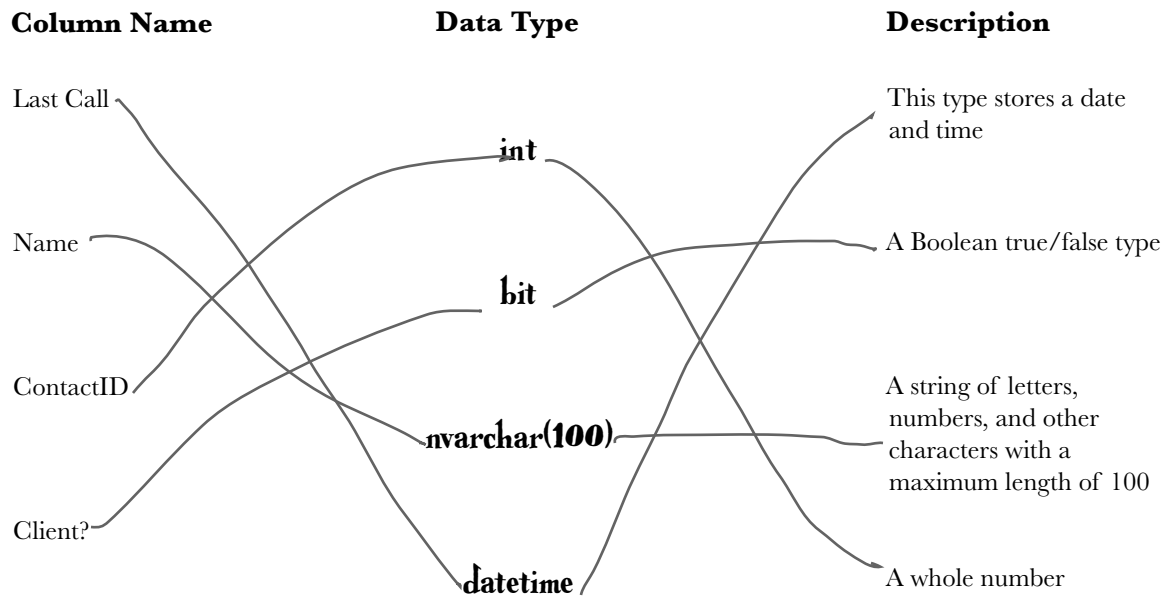 Column Name Data Type Description
Last Call
This type stores a date
and time
int
Name
A Boolean true/false type
bit
ContactID
A string of letters,
numbers, and other
characters with a
maximum length of 100
nvarchar(100)
Client?
datetime
A whole number